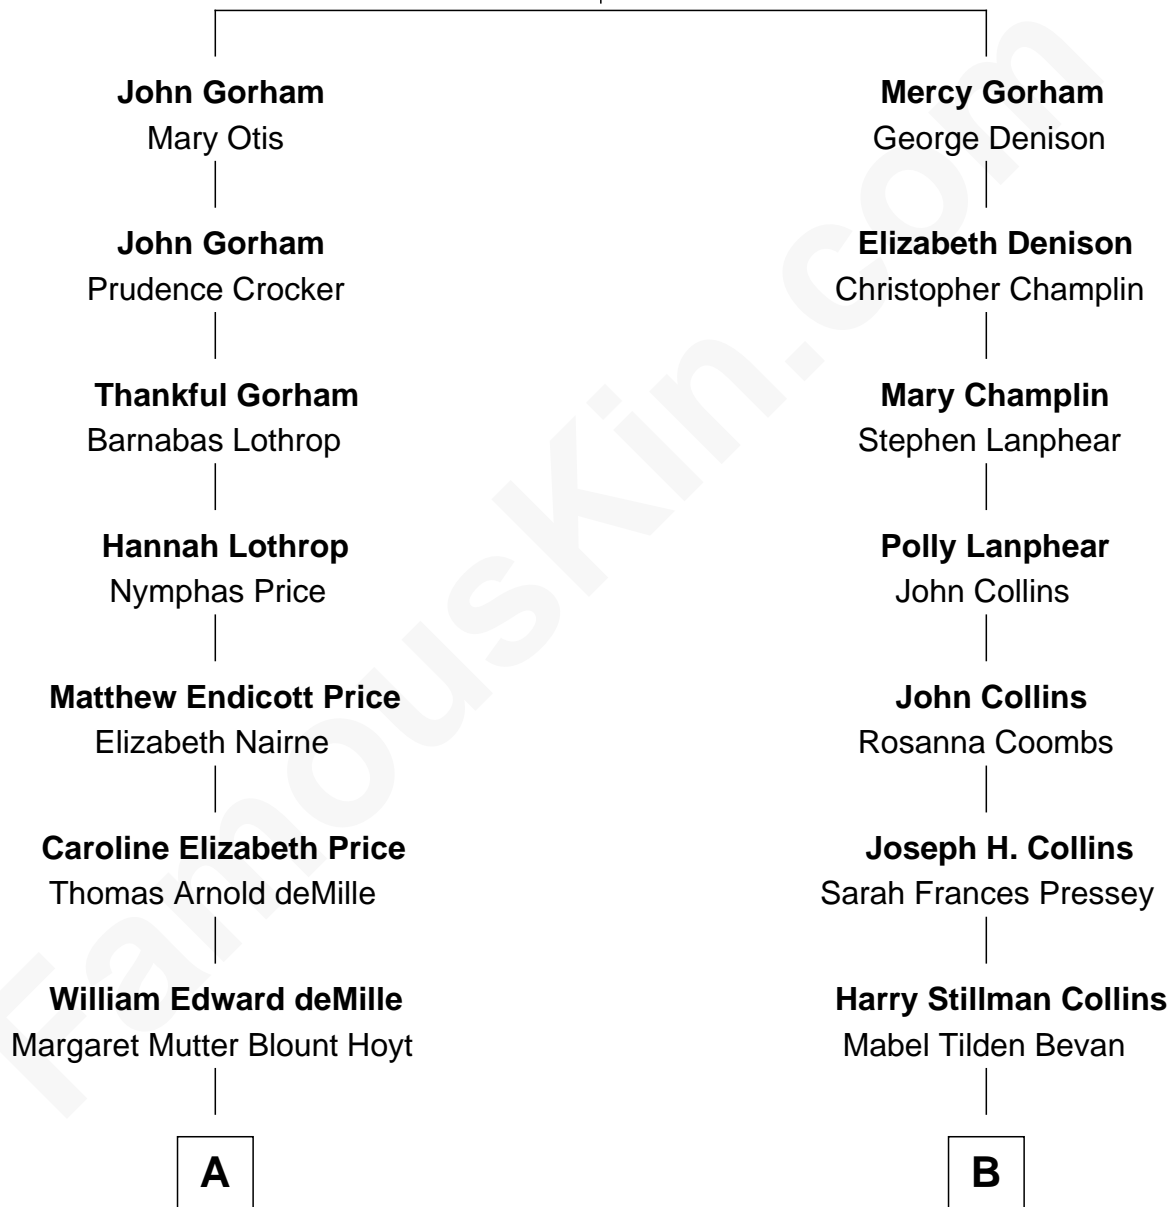 John Gorham
Mary Otis
John Gorham
Prudence Crocker
Thankful Gorham
Barnabas Lothrop
Hannah Lothrop
Nymphas Price
Matthew Endicott Price
Elizabeth Nairne
Caroline Elizabeth Price
Thomas Arnold deMille
William Edward deMille
Margaret Mutter Blount Hoyt
A
Mercy Gorham
George Denison
Elizabeth Denison
Christopher Champlin
Mary Champlin
Stephen Lanphear
Polly Lanphear
John Collins
John Collins
Rosanna Coombs
Joseph H. Collins
Sarah Frances Pressey
Harry Stillman Collins
Mabel Tilden Bevan
B
FamousKin.com